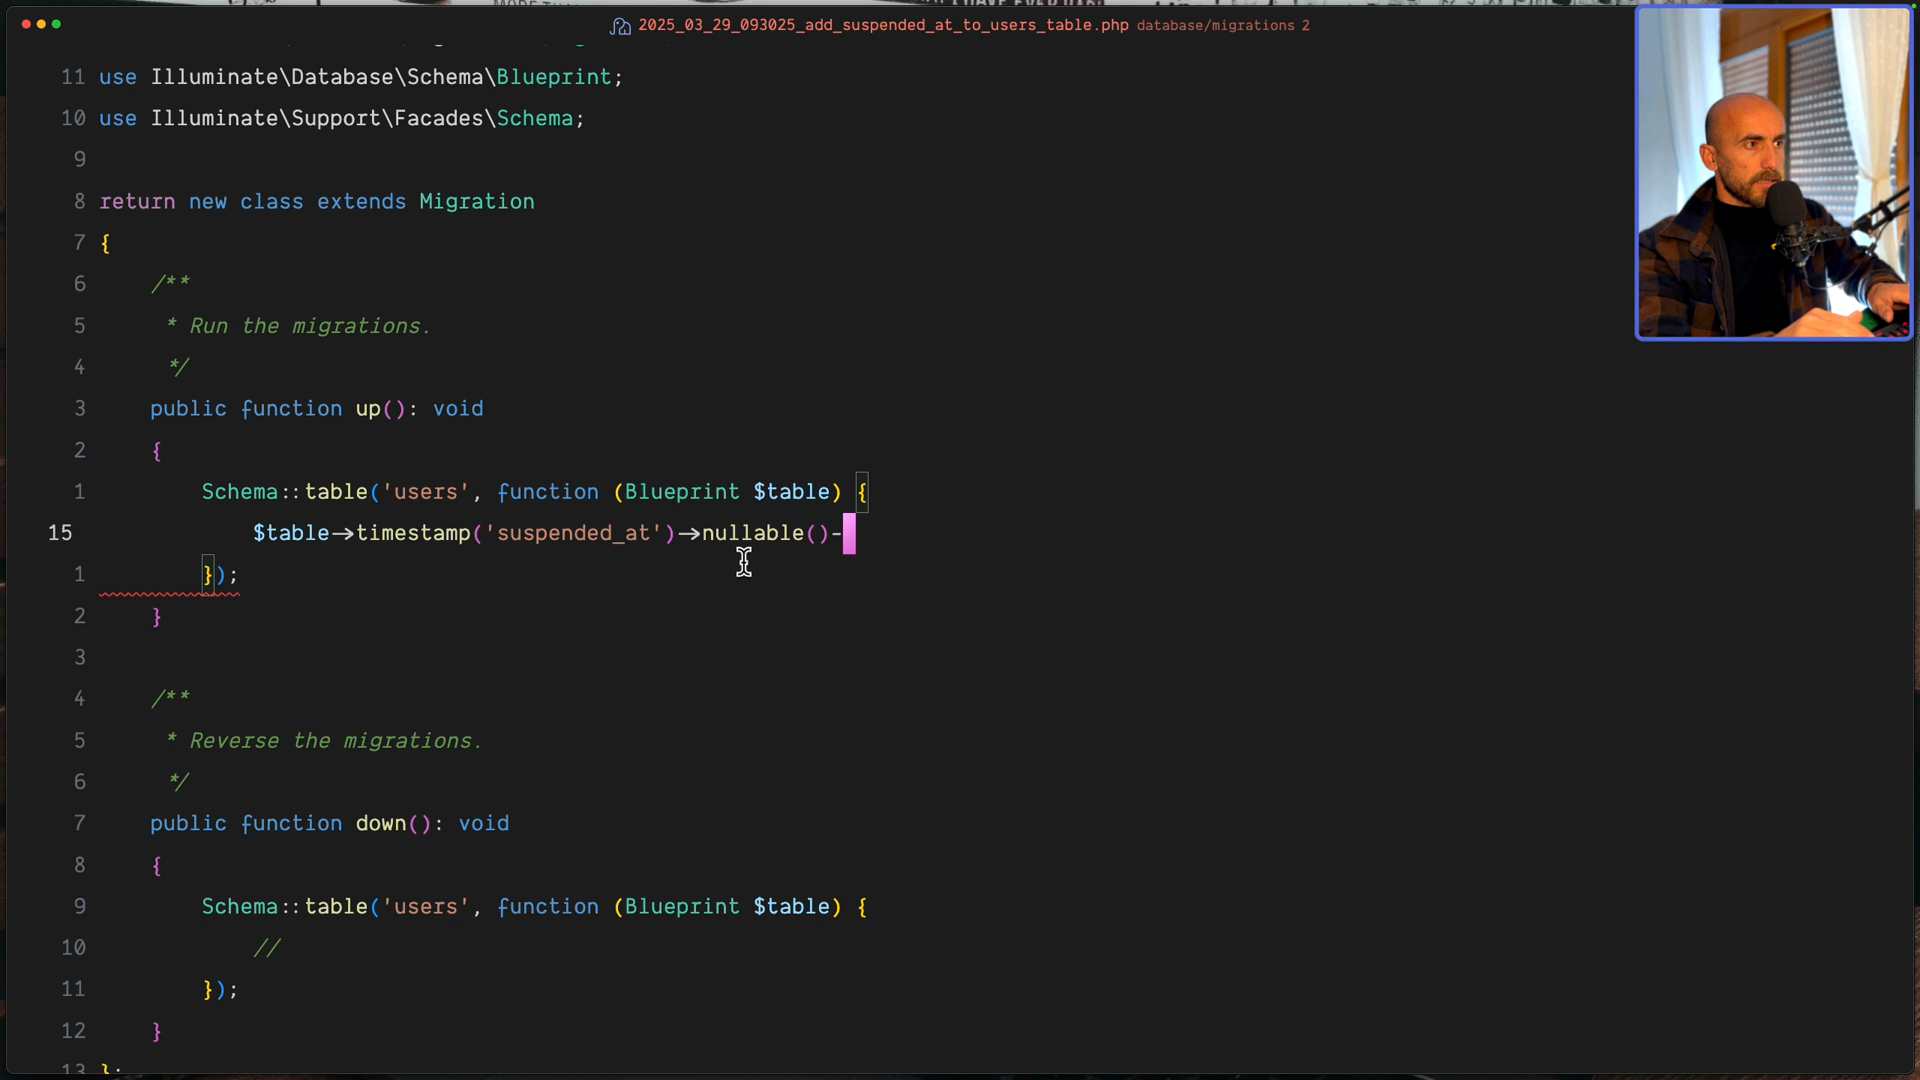 2025_03_29_093025_add_suspended_at_to_users_table.php database/migrations 2
11 use Illuminate\Database\Schema\Blueprint;
10 use Illuminate\Support\Facades\Schema;
9
8 return new class extends Migration
7 {
6 /**
5 * Run the migrations.
4 */
3 public function up(): void
2 {
1 Schema::table('users', function (Blueprint $table) {
15 $table->timestamp('suspended_at')->nullable()-
1 });
2 }
3
4 /**
5 * Reverse the migrations.
6 */
7 public function down(): void
8 {
9 Schema::table('users', function (Blueprint $table) {
10 //
11 });
12 }
13 };